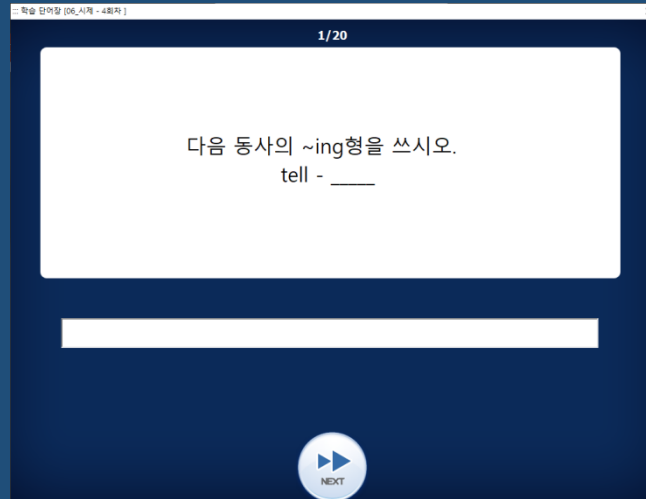 ::: 학습 단어장 [06_시제 - 4회차 ]
1/20
다음 동사의 ~ing형을 쓰시오.
tell - _____
NEXT